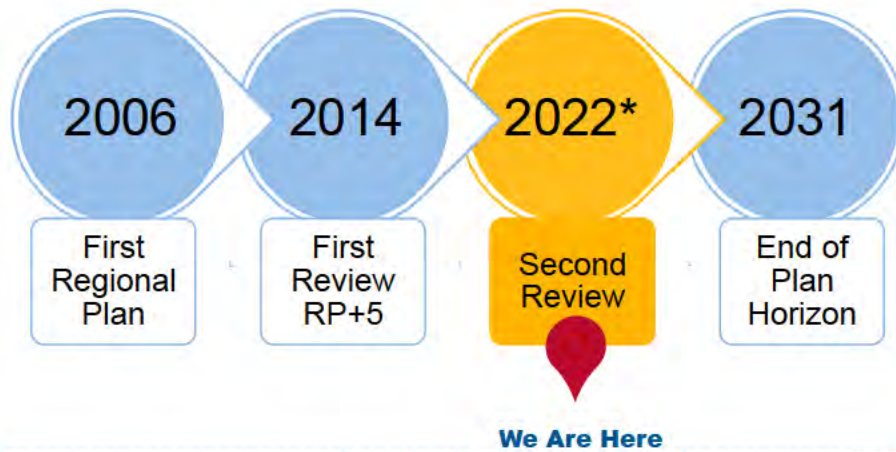 2006
2014
2022*
2031
First
Regional
Plan
First
Review
RP+5
Second
Review
End of
Plan
Horizon
We Are Here